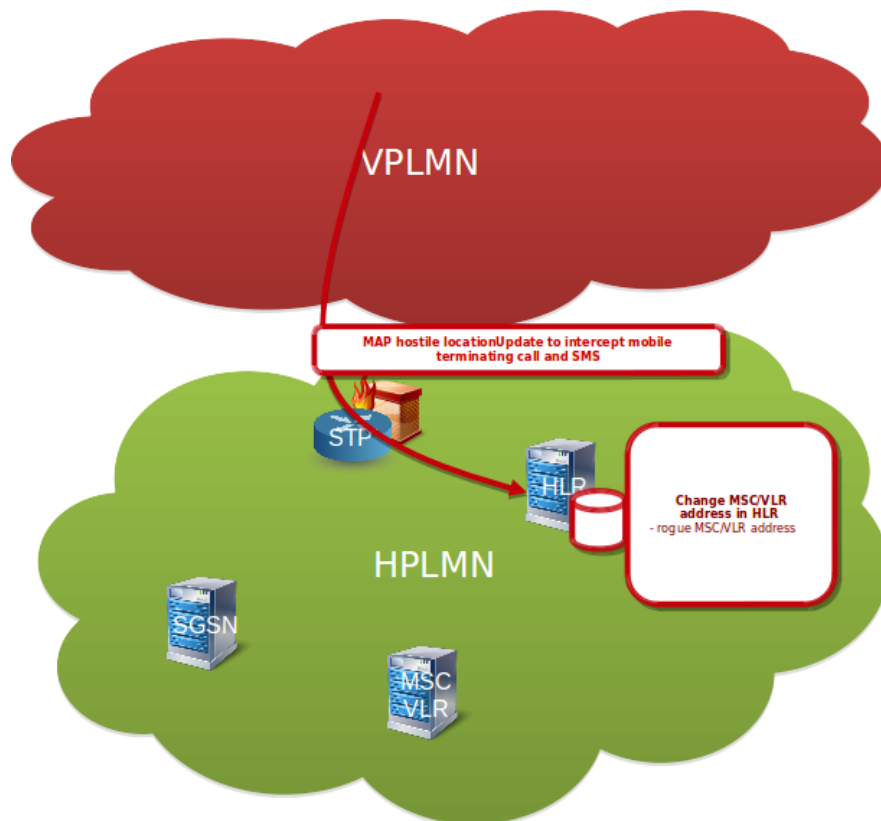 VPLMN
MAP hostile locationUpdate to intercept mobile
terminating call and SMS
STP
HLR
Change MSC/VLR
address in HLR
- rogue MSC/VLR address
HPLMN
SGSN
MSC
VLR